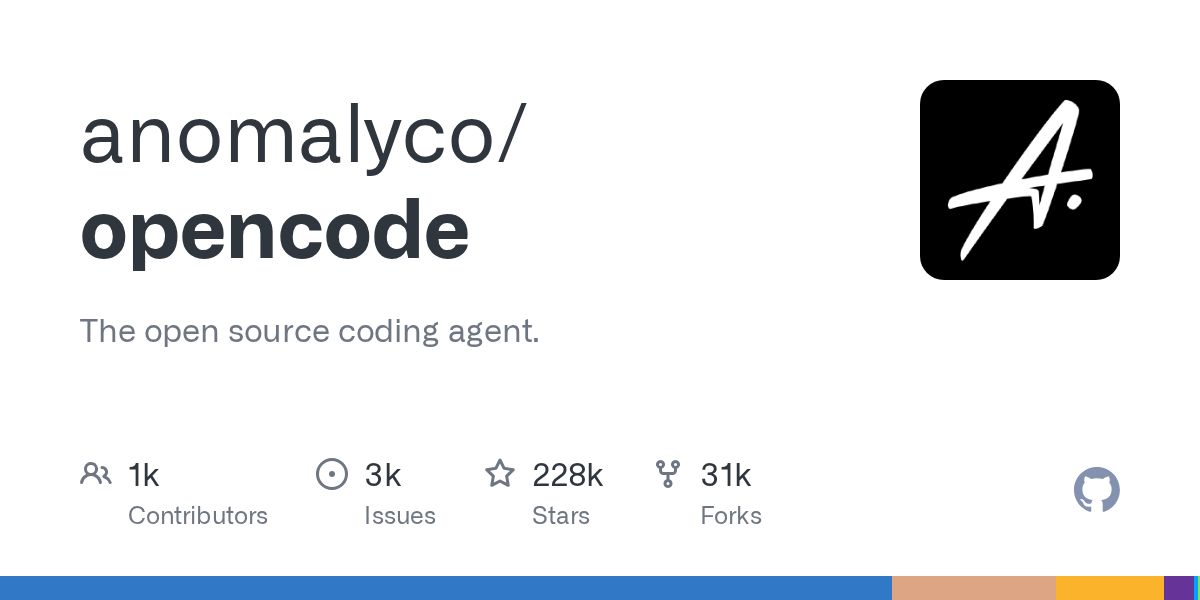 anomalyco/
opencode
The open source coding agent.
1k
Contributors
3k
Issues
228k
Stars
31k
Forks
A.